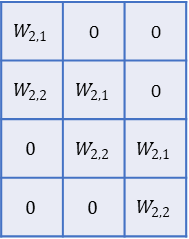 W₂,₁ 0 0
W₂,₂ W₂,₁ 0
0 W₂,₂ W₂,₁
0 0 W₂,₂